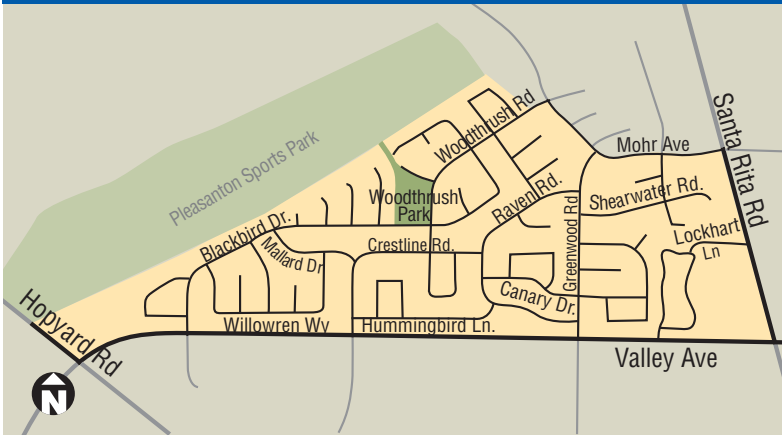 Santa Rita Rd
Woodthrush Rd
Mohr Ave
Pleasanton Sports Park
Woodthrush
Park
Raven Rd.
Shearwater Rd.
Blackbird Dr.
Mallard Dr
Crestline Rd.
Greenwood Rd
Lockhart
Ln
Canary Dr.
Hopyard Rd
Willowren Wy
Hummingbird Ln.
Valley Ave
N